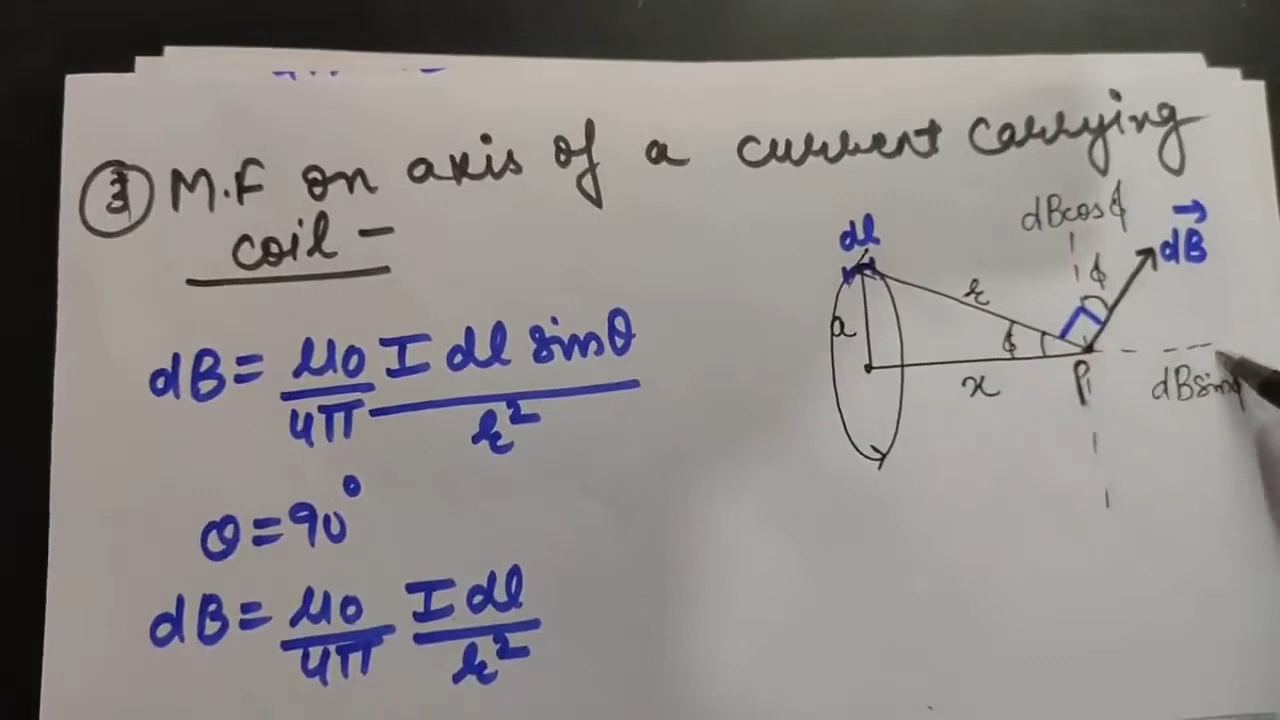 ③ M.F on axis of a current carrying
coil -
dB = μ0/4π I dl sinθ/r²
θ = 90°
dB = μ0/4π I dl/r²
dl
a
r
x
ϕ
P
dBcosϕ
ϕ
dB
dBsinϕ